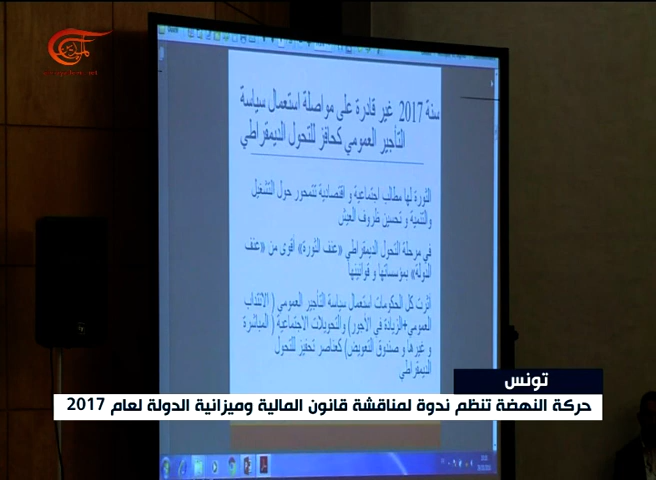 سنة 2017 غير قادرة على مواصلة استعمال سياسة
التأجير العمومي كحافز للتحول الديمقراطي
الثورة لها مطالب اجتماعية و اقتصادية تتمحور حول التشغيل
والتنمية و تحسين ظروف العيش
في مرحلة التحول الديمقراطي «عنف الثورة» أقوى من «عنف
الدولة» بمؤسساتها و قوانينها
أثرت كل الحكومات استعمال سياسة التأجير العمومي ( الانتداب
العمومي+الزيادة في الأجور) والتحويلات الاجتماعية ( المباشرة
و غيرها و صندوق التعويض) كعناصر تحفيز للتحول
الديمقراطي
تونس
حركة النهضة تنظم ندوة لمناقشة قانون المالية وميزانية الدولة لعام 2017